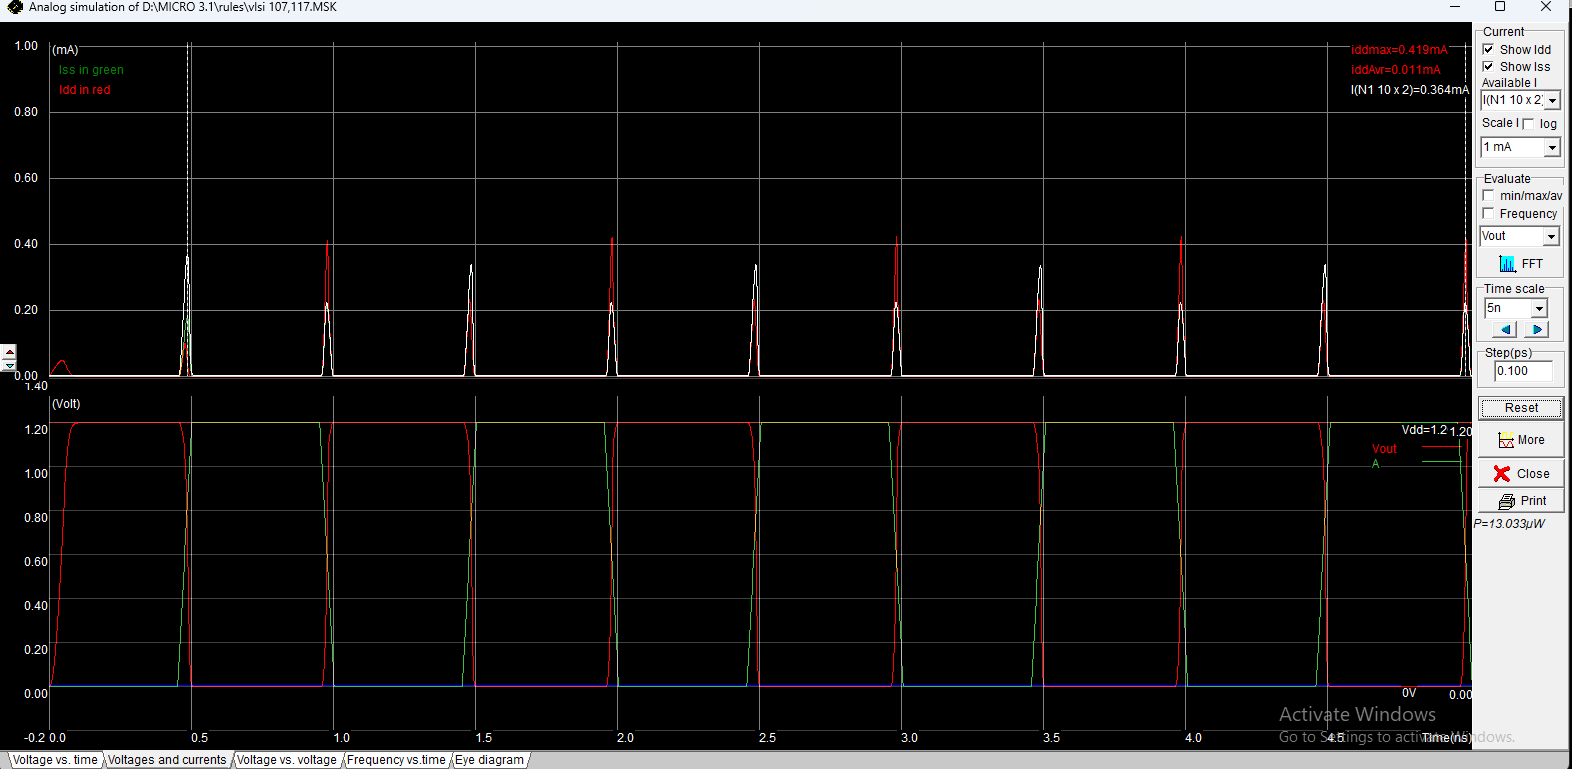 Analog simulation of D:\MICRO 3.1\rules\vlsi 107,117.MSK
1.00
(mA)
Iss in green
Idd in red
0.80
0.60
0.40
0.20
0.00
iddmax=0.419mA
iddAvr=0.011mA
I(N1 10 x 2)=0.364mA
1.40
(Volt)
1.20
1.00
0.80
0.60
0.40
0.20
0.00
-0.2
Vdd=1.2 1.20
Vout
A
0V 0.00
0.0 0.5 1.0 1.5 2.0 2.5 3.0 3.5 4.0 4.5 Time(ns)
Current
Show Idd
Show Iss
Available I
I(N1 10 x 2)
Scale I log
1 mA
Evaluate
min/max/av
Frequency
Vout
FFT
Time scale
5n
Step(ps)
0.100
Reset
More
Close
Print
P=13.033µW
Activate Windows
Go to Settings to activate Windows.
Voltage vs. time Voltages and currents Voltage vs. voltage Frequency vs.time Eye diagram